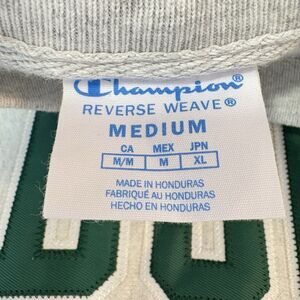 Champion®
REVERSE WEAVE®
MEDIUM
CA MEX JPN
M/M M XL
MADE IN HONDURAS
FABRIQUÉ AU HONDURAS
HECHO EN HONDURAS